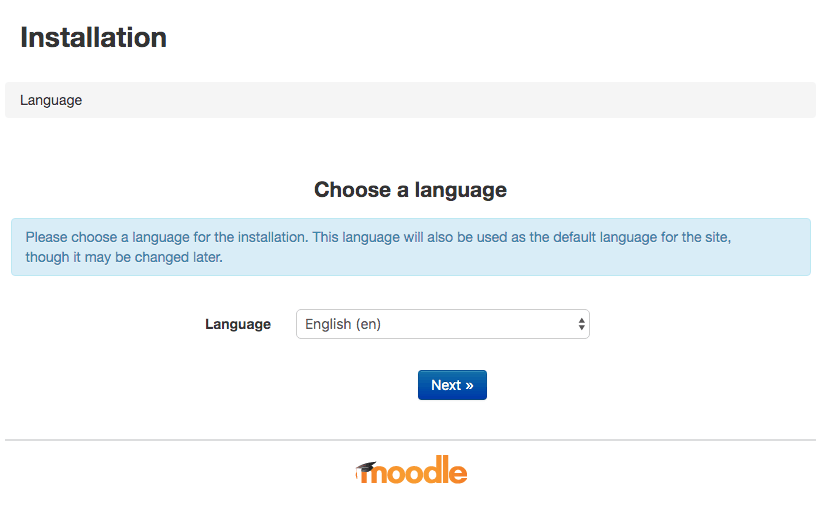 Installation
Language
Choose a language
Please choose a language for the installation. This language will also be used as the default language for the site,
though it may be changed later.
Language English (en)
Next »
moodle